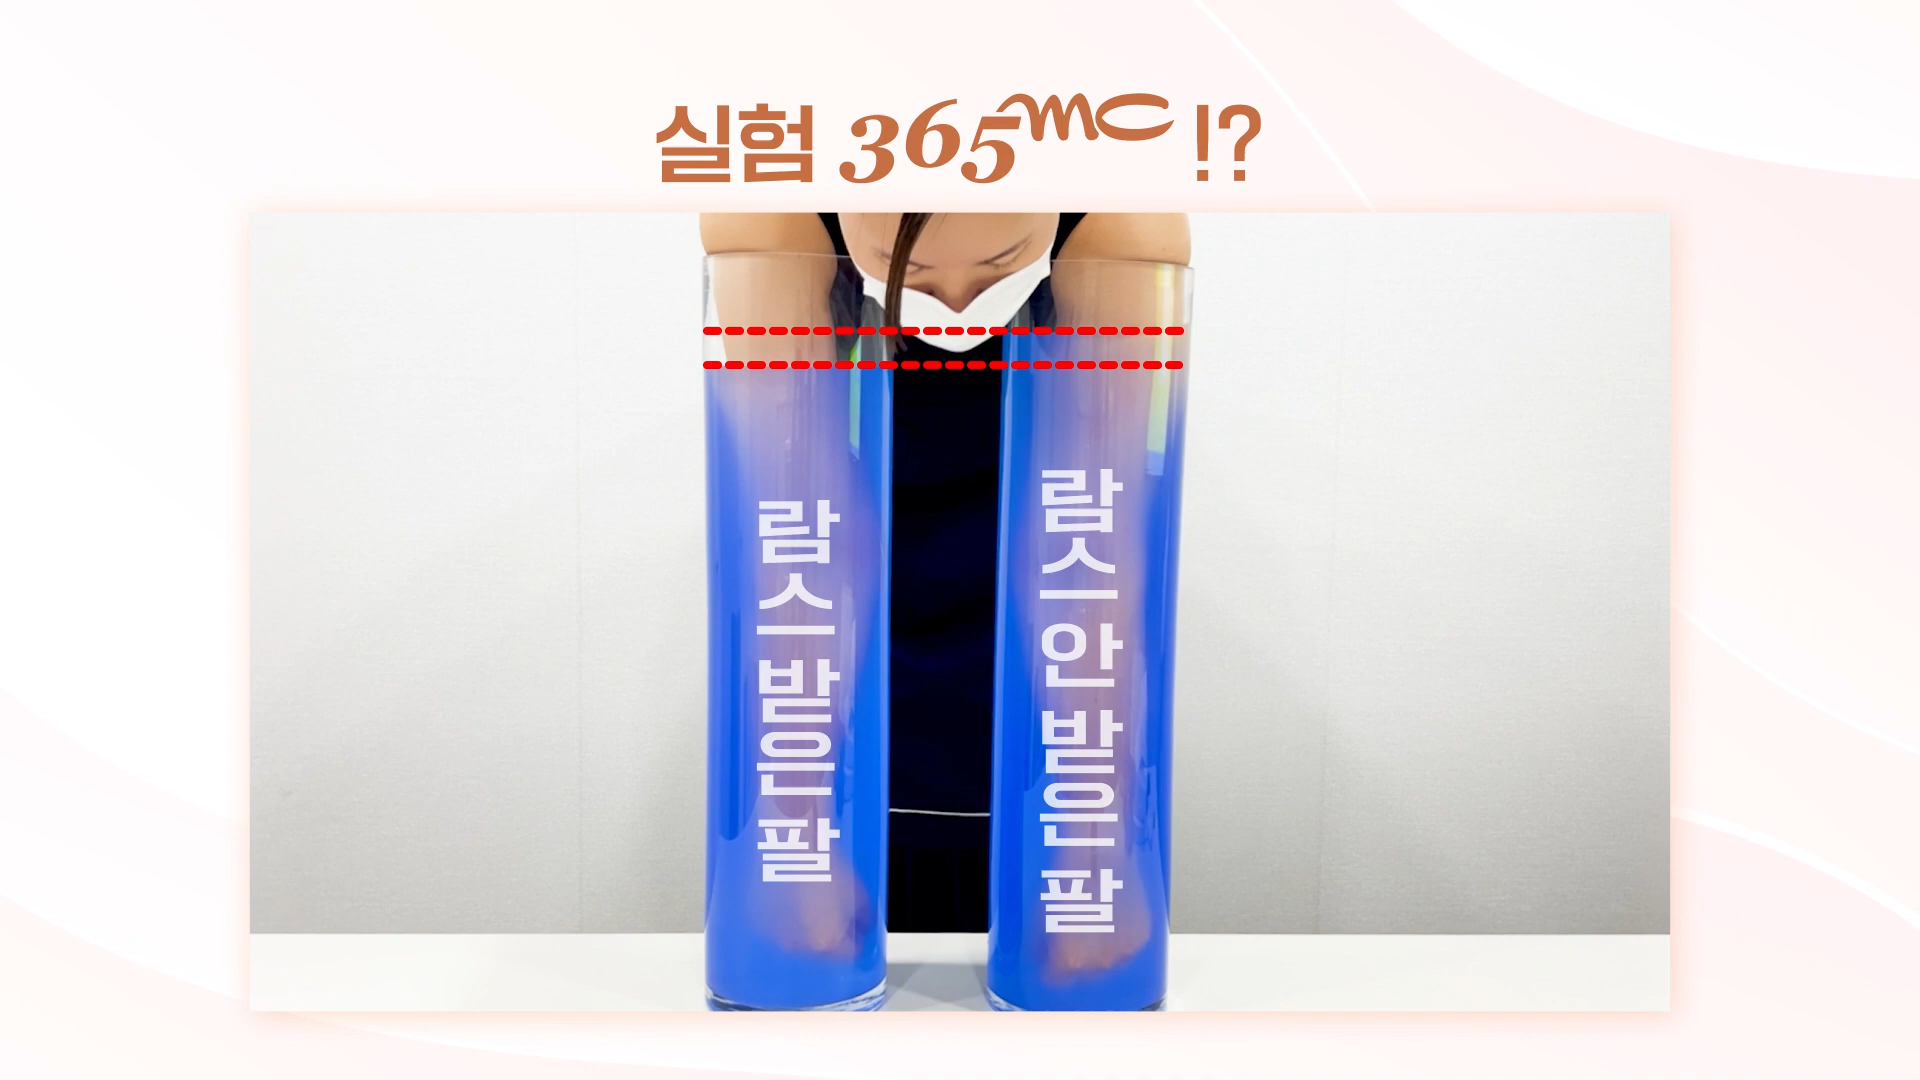 실험 365mc !?
람스 받은 팔
람스 안 받은 팔